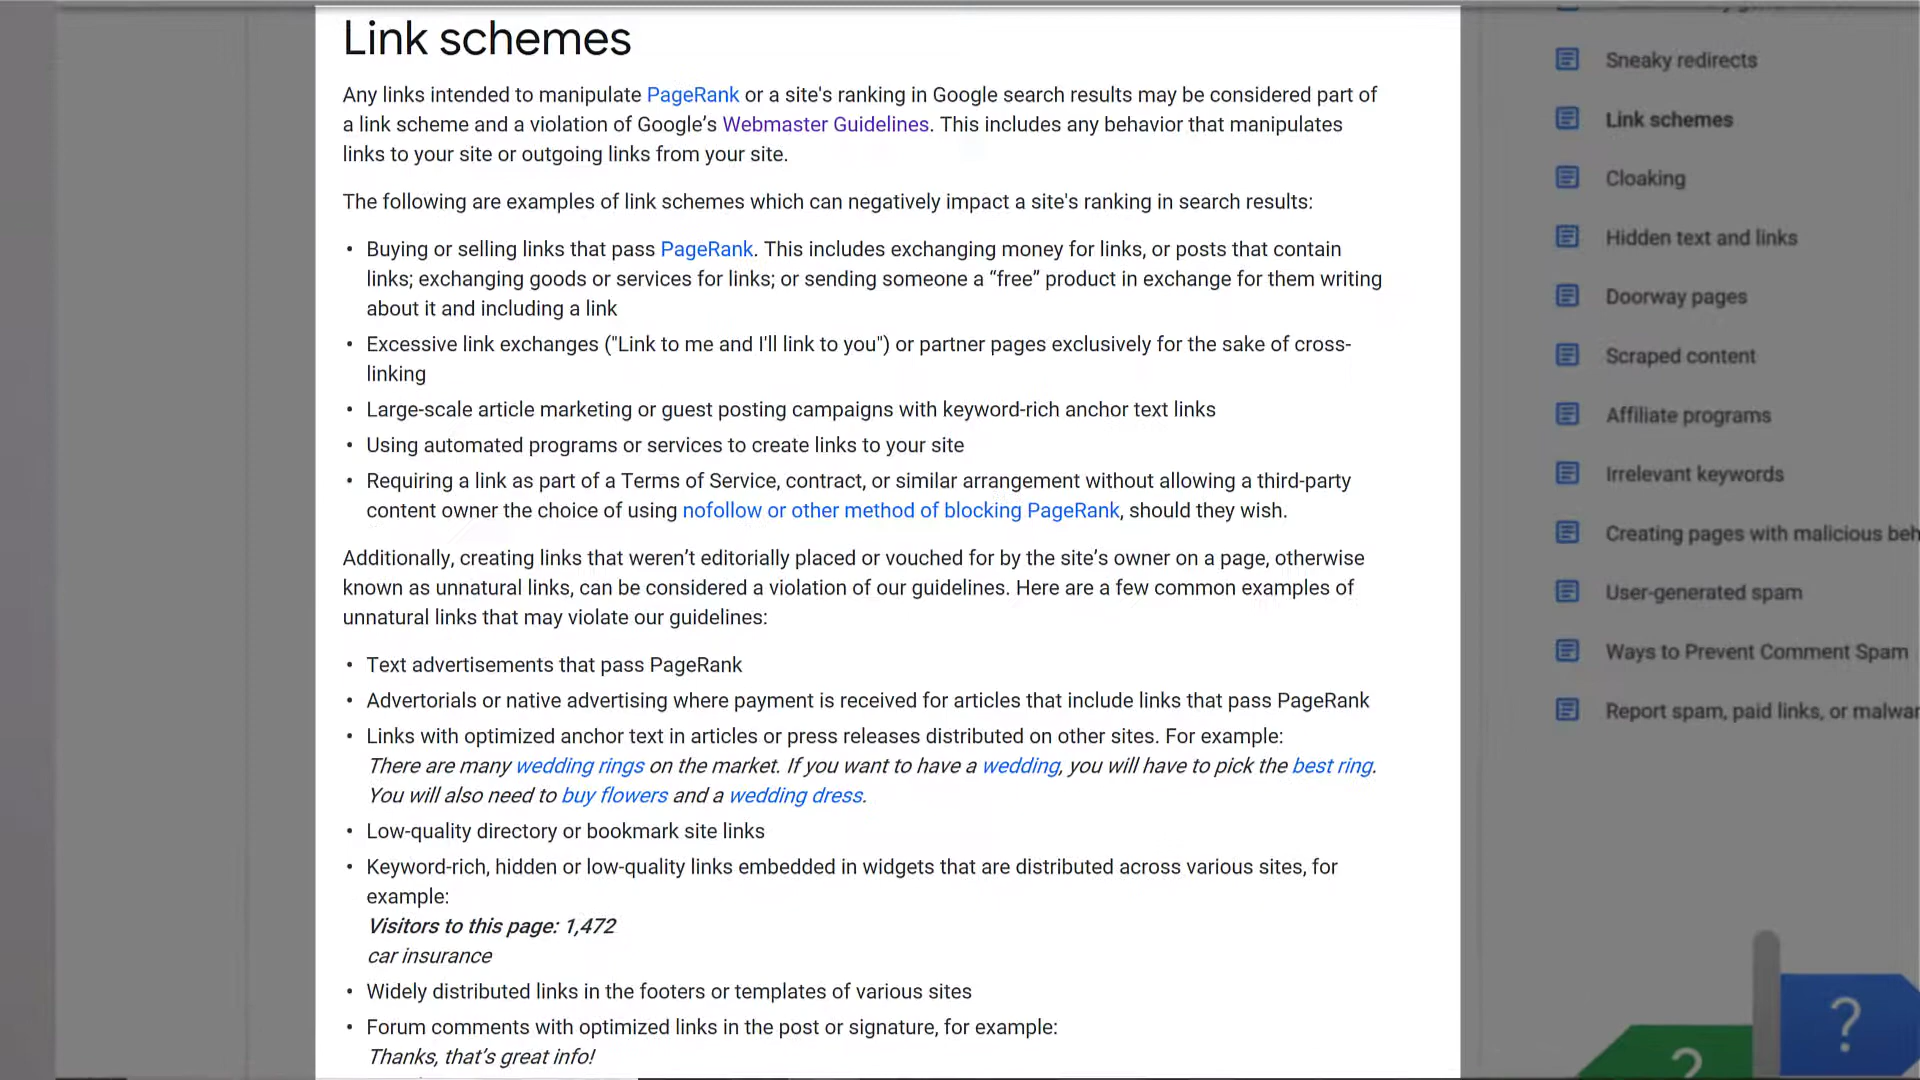 Link schemes
Any links intended to manipulate PageRank or a site's ranking in Google search results may be considered part of
a link scheme and a violation of Google’s Webmaster Guidelines. This includes any behavior that manipulates
links to your site or outgoing links from your site.
The following are examples of link schemes which can negatively impact a site's ranking in search results:
• Buying or selling links that pass PageRank. This includes exchanging money for links, or posts that contain
links; exchanging goods or services for links; or sending someone a “free” product in exchange for them writing
about it and including a link
• Excessive link exchanges ("Link to me and I'll link to you") or partner pages exclusively for the sake of cross-
linking
• Large-scale article marketing or guest posting campaigns with keyword-rich anchor text links
• Using automated programs or services to create links to your site
• Requiring a link as part of a Terms of Service, contract, or similar arrangement without allowing a third-party
content owner the choice of using nofollow or other method of blocking PageRank, should they wish.
Additionally, creating links that weren’t editorially placed or vouched for by the site’s owner on a page, otherwise
known as unnatural links, can be considered a violation of our guidelines. Here are a few common examples of
unnatural links that may violate our guidelines:
• Text advertisements that pass PageRank
• Advertorials or native advertising where payment is received for articles that include links that pass PageRank
• Links with optimized anchor text in articles or press releases distributed on other sites. For example:
There are many wedding rings on the market. If you want to have a wedding, you will have to pick the best ring.
You will also need to buy flowers and a wedding dress.
• Low-quality directory or bookmark site links
• Keyword-rich, hidden or low-quality links embedded in widgets that are distributed across various sites, for
example:
Visitors to this page: 1,472
car insurance
• Widely distributed links in the footers or templates of various sites
• Forum comments with optimized links in the post or signature, for example:
Thanks, that’s great info!
Sneaky redirects
Link schemes
Cloaking
Hidden text and links
Doorway pages
Scraped content
Affiliate programs
Irrelevant keywords
Creating pages with malicious beh
User-generated spam
Ways to Prevent Comment Spam
Report spam, paid links, or malwar
?
?